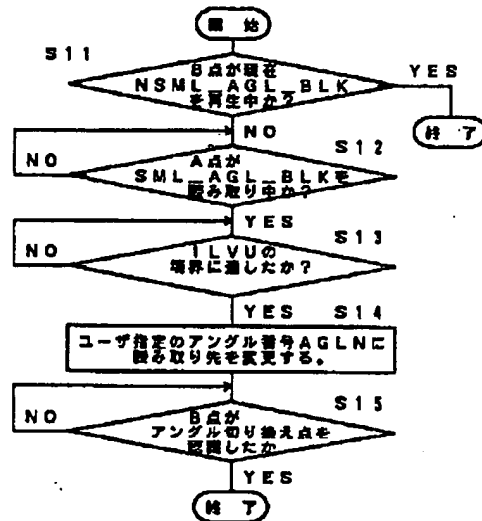 開始
S11
B点が現在
NSML_AGL_BLK
を再生中か?
YES
終了
NO
S12
NO
A点が
SML_AGL_BLKを
読み取り中か?
YES
S13
NO
ILVUの
境界に達したか?
YES
S14
ユーザ指定のアングル番号AGLNに
読み取り先を変更する。
S15
NO
B点が
アングル切り換え点を
認識したか
YES
終了